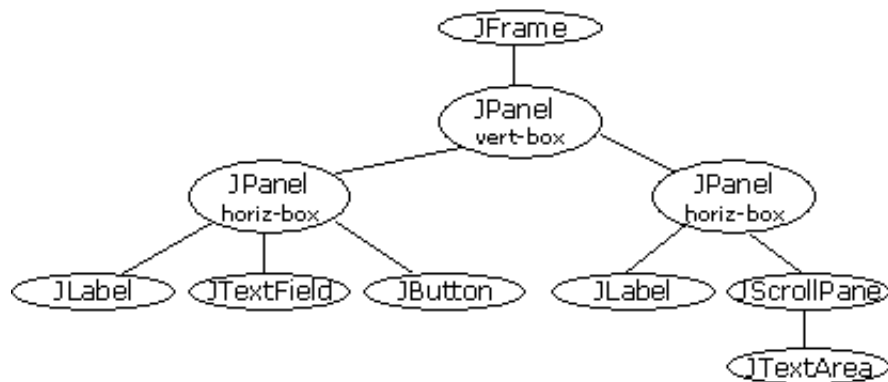 JFrame
JPanel
vert-box
JPanel
horiz-box
JPanel
horiz-box
JLabel
JTextField
JButton
JLabel
JScrollPane
JTextArea